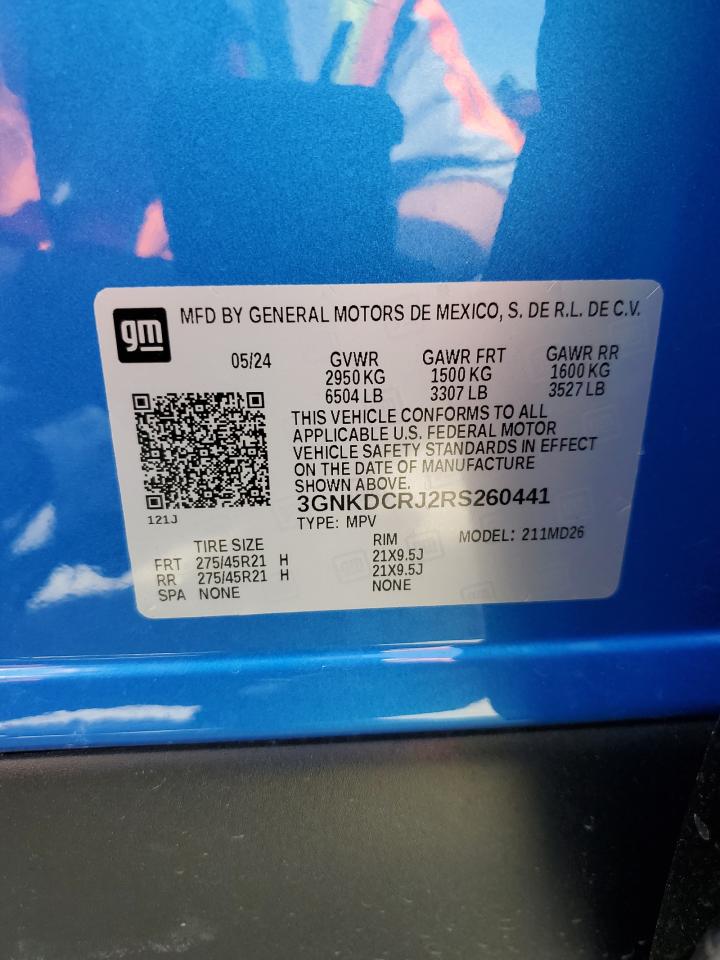 gm MFD BY GENERAL MOTORS DE MEXICO, S. DE R.L. DE C.V.
05/24 GVWR GAWR FRT GAWR RR
2950 KG 1500 KG 1600 KG
6504 LB 3307 LB 3527 LB
THIS VEHICLE CONFORMS TO ALL
APPLICABLE U.S. FEDERAL MOTOR
VEHICLE SAFETY STANDARDS IN EFFECT
ON THE DATE OF MANUFACTURE
SHOWN ABOVE.
3GNKDCRJ2RS260441
121J
TYPE: MPV
TIRE SIZE RIM MODEL: 211MD26
FRT 275/45R21 H 21X9.5J
RR 275/45R21 H 21X9.5J
SPA NONE NONE